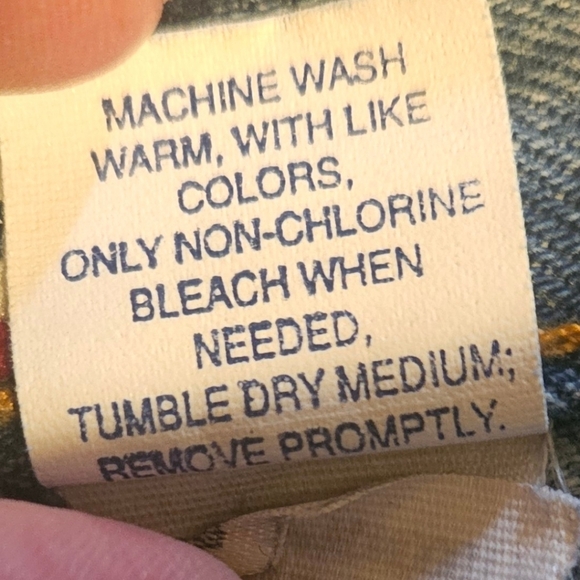 MACHINE WASH
WARM, WITH LIKE
COLORS,
ONLY NON-CHLORINE
BLEACH WHEN
NEEDED,
TUMBLE DRY MEDIUM;
REMOVE PROMPTLY.